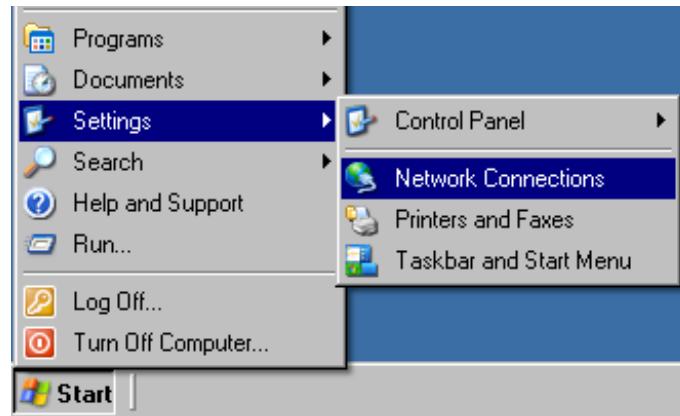 Programs
Documents
Settings
Search
Help and Support
Run...
Log Off...
Turn Off Computer...
Control Panel
Network Connections
Printers and Faxes
Taskbar and Start Menu
Start